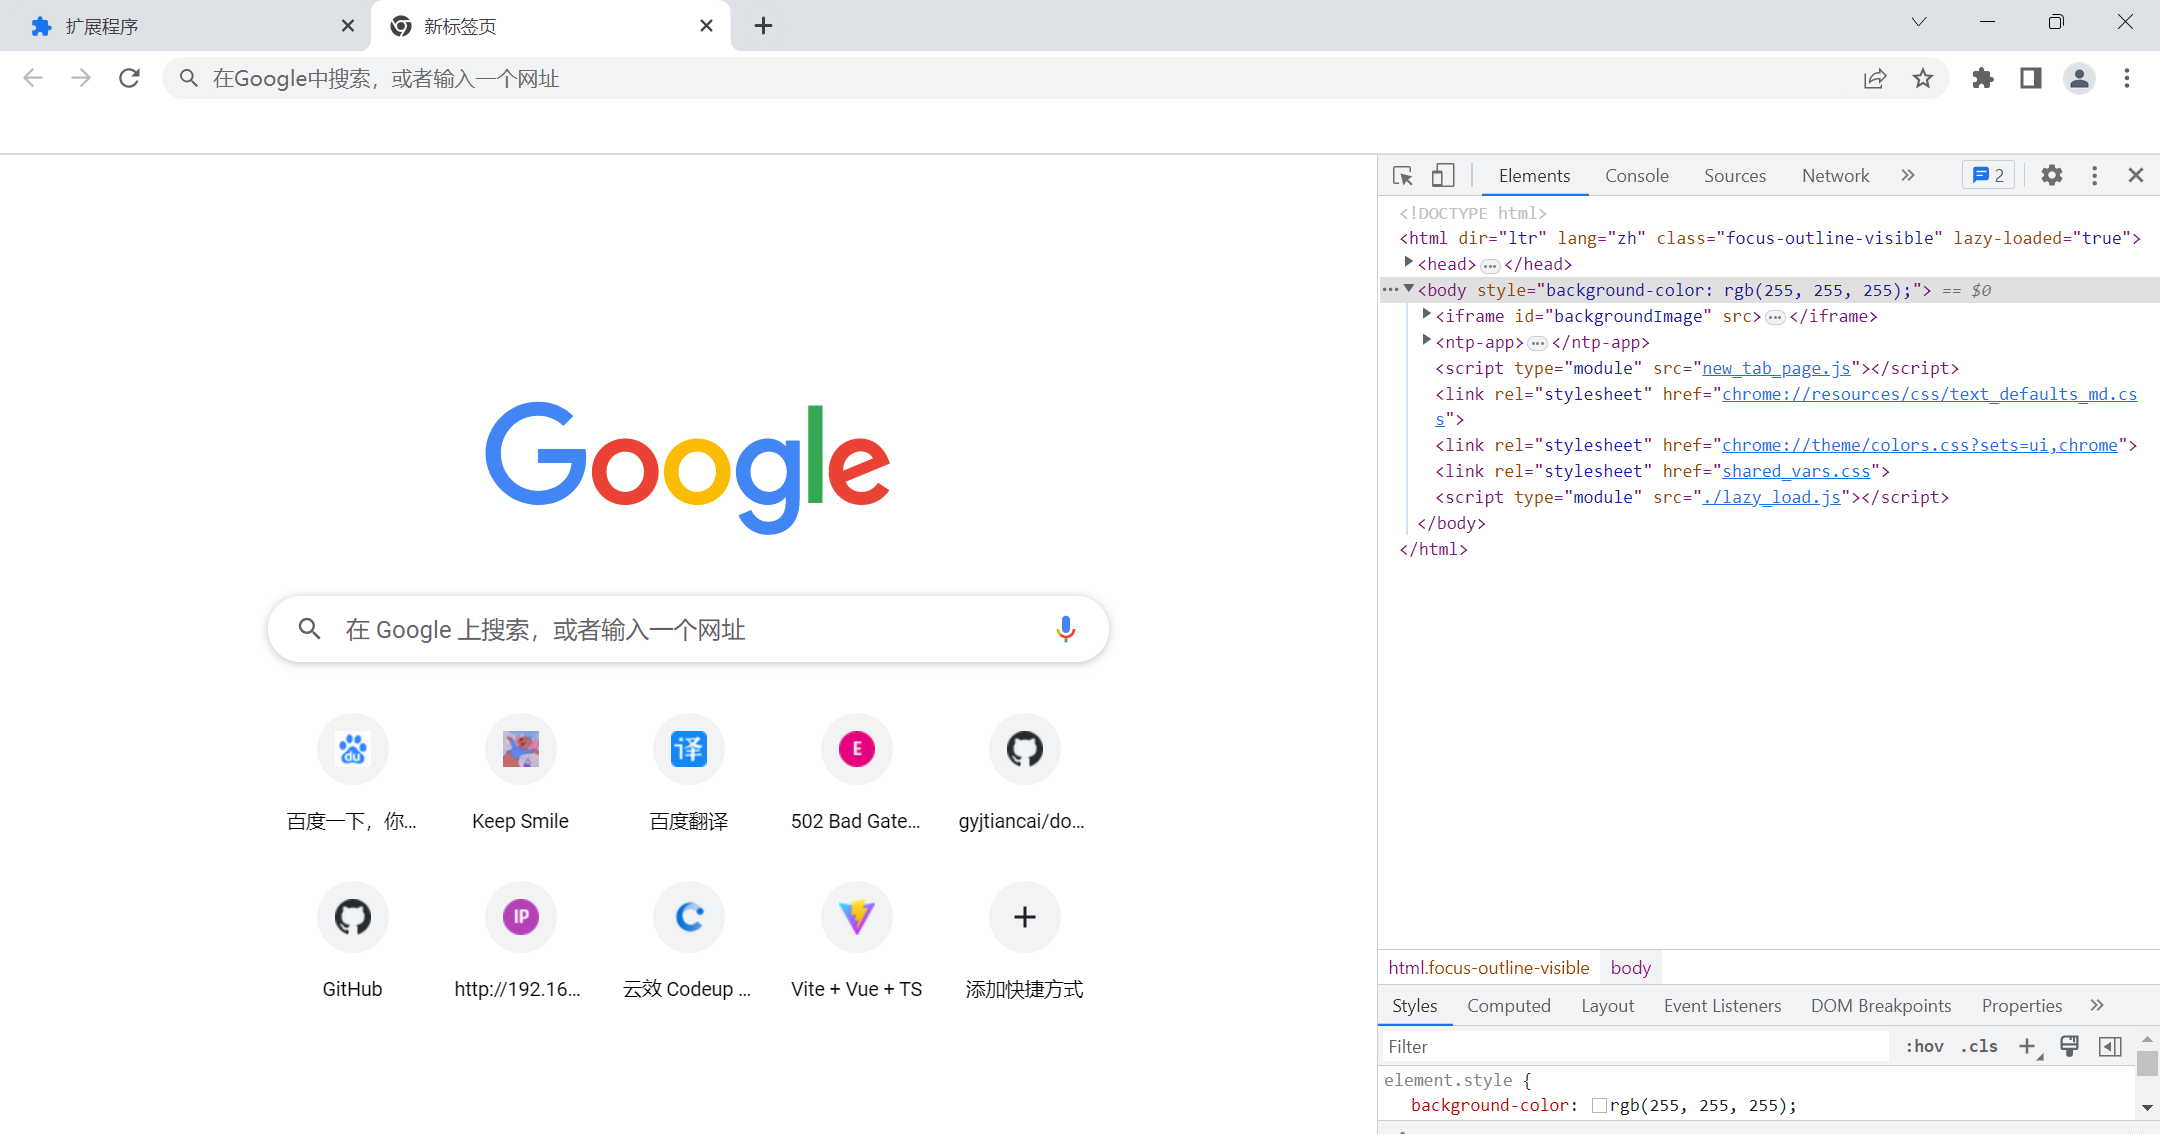 扩展程序
新标签页
在Google中搜索，或者输入一个网址
Google
在 Google 上搜索，或者输入一个网址
du
译
E
百度一下，你...
Keep Smile
百度翻译
502 Bad Gate...
gyjtiancai/do...
IP
GitHub
http://192.16...
云效 Codeup ...
Vite + Vue + TS
添加快捷方式
Elements
Console
Sources
Network
2
<!DOCTYPE html>
<html dir="ltr" lang="zh" class="focus-outline-visible" lazy-loaded="true">
<head>…</head>
<body style="background-color: rgb(255, 255, 255);"> == $0
<iframe id="backgroundImage" src>…</iframe>
<ntp-app>…</ntp-app>
<script type="module" src="new_tab_page.js"></script>
<link rel="stylesheet" href="chrome://resources/css/text_defaults_md.cs
s">
<link rel="stylesheet" href="chrome://theme/colors.css?sets=ui,chrome">
<link rel="stylesheet" href="shared_vars.css">
<script type="module" src="./lazy_load.js"></script>
</body>
</html>
html.focus-outline-visible
body
Styles
Computed
Layout
Event Listeners
DOM Breakpoints
Properties
Filter
:hov
.cls
element.style {
background-color: rgb(255, 255, 255);